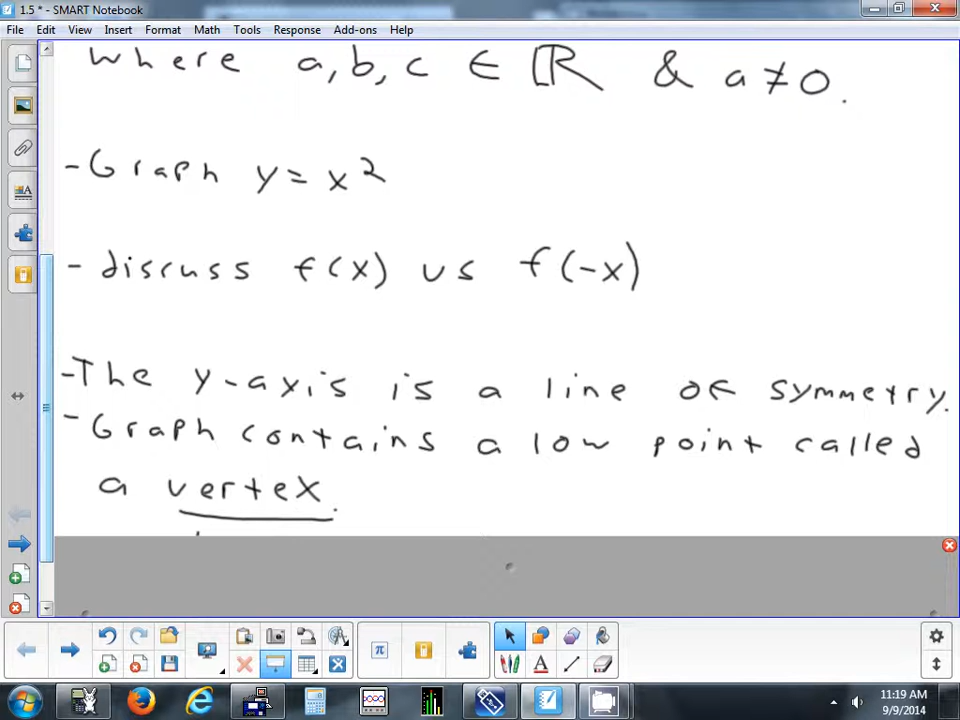 1.5 * - SMART Notebook
File Edit View Insert Format Math Tools Response Add-ons Help
where a, b, c ∈ ℝ & a ≠ 0.
- Graph y = x²
- discuss f(x) vs f(-x)
- The y-axis is a line of symmetry.
- Graph contains a low point called
a vertex.
11:19 AM
9/9/2014